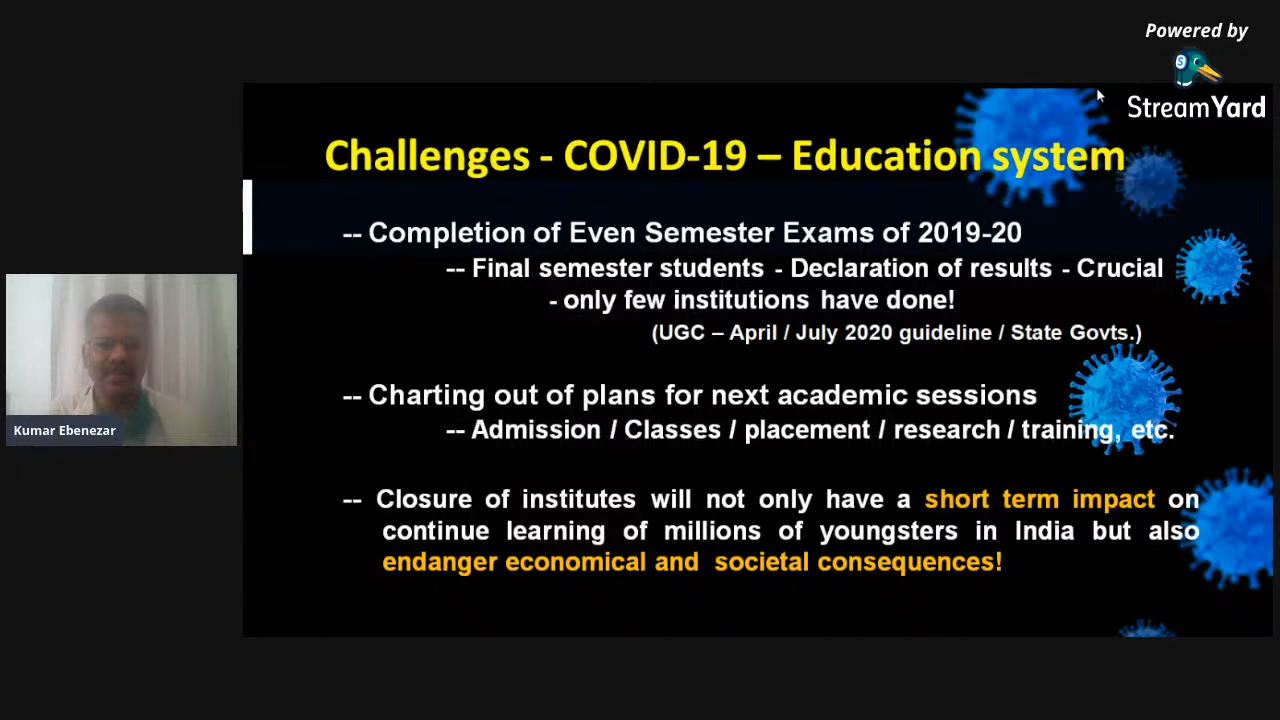 Powered by
StreamYard
Challenges - COVID-19 – Education system
-- Completion of Even Semester Exams of 2019-20
-- Final semester students - Declaration of results - Crucial
- only few institutions have done!
(UGC – April / July 2020 guideline / State Govts.)
-- Charting out of plans for next academic sessions
-- Admission / Classes / placement / research / training, etc.
-- Closure of institutes will not only have a short term impact on
continue learning of millions of youngsters in India but also
endanger economical and societal consequences!
Kumar Ebenezar